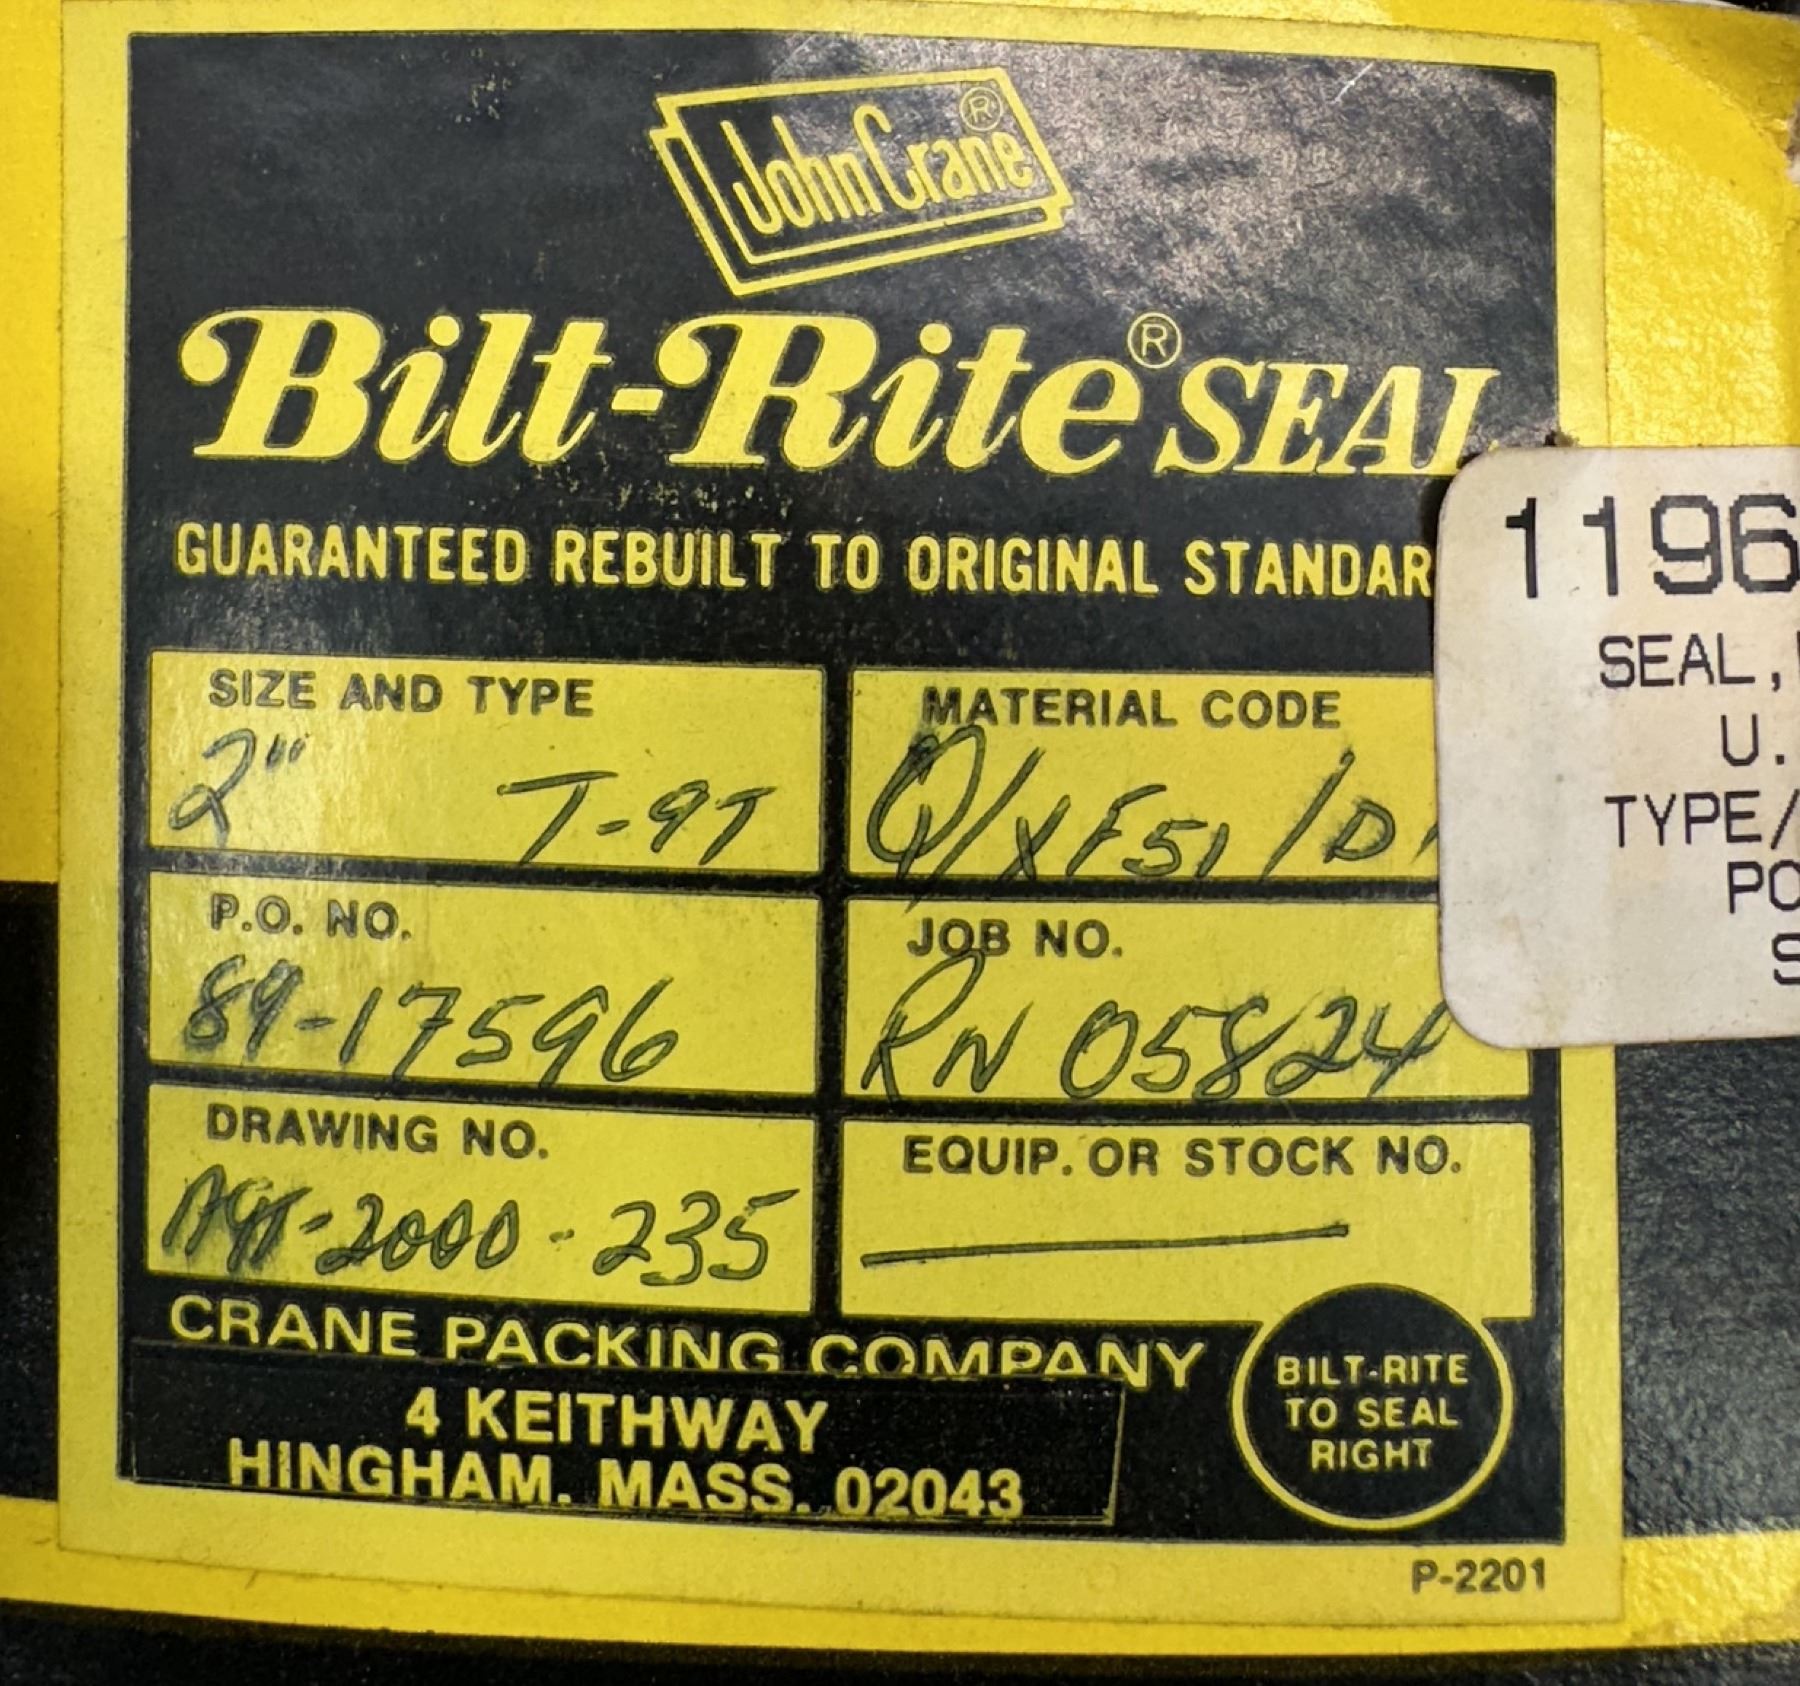 John Crane®
Bilt-Rite® SEAL
GUARANTEED REBUILT TO ORIGINAL STANDAR
SIZE AND TYPE
2" T-9T
MATERIAL CODE
Q/XF51/D
P.O. NO.
89-17596
JOB NO.
RN 05824
DRAWING NO.
A9T-2000-235
EQUIP. OR STOCK NO.
CRANE PACKING COMPANY
4 KEITHWAY
HINGHAM, MASS. 02043
BILT-RITE
TO SEAL
RIGHT
P-2201
1196
SEAL,
U.
TYPE/
PO
S